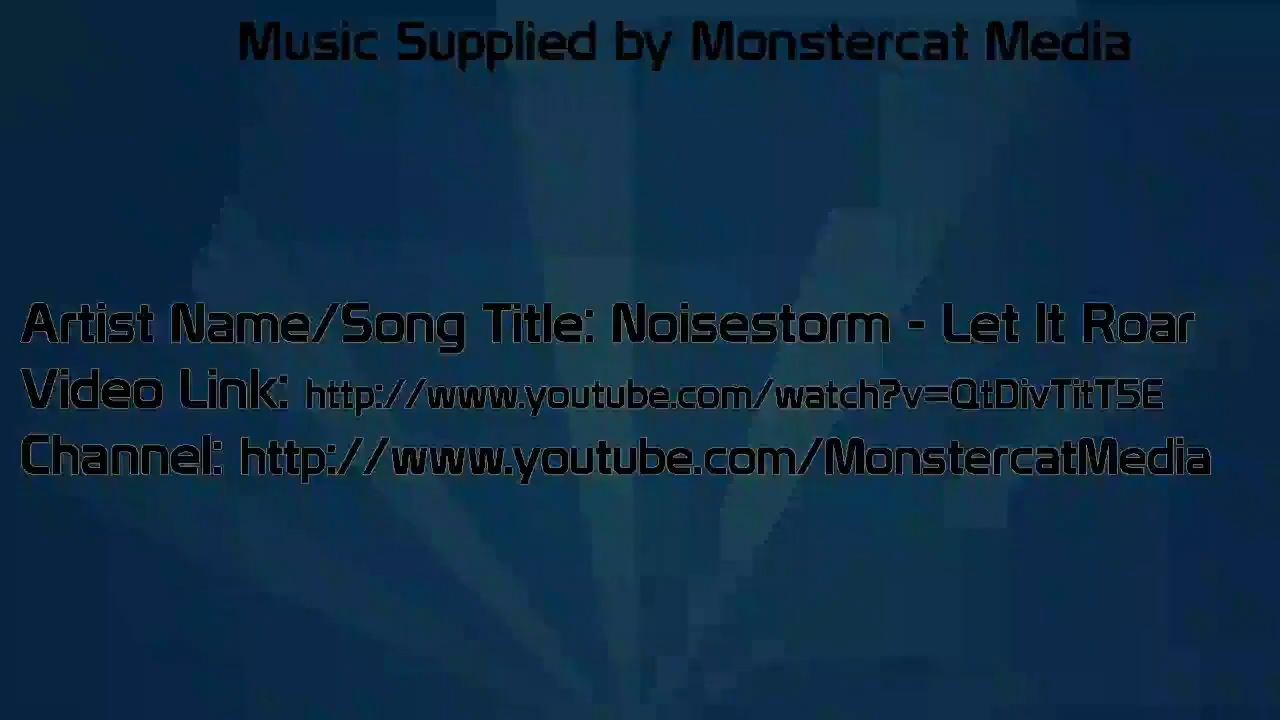 Music Supplied by Monstercat Media
Artist Name/Song Title: Noisestorm - Let It Roar
Video Link: http://www.youtube.com/watch?v=QtDivTitT5E
Channel: http://www.youtube.com/MonstercatMedia